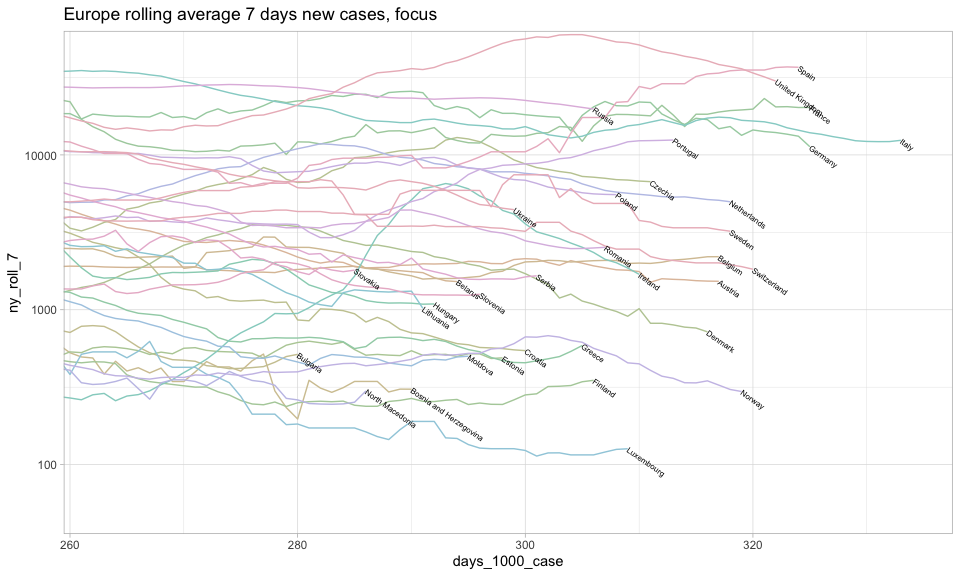 Europe rolling average 7 days new cases, focus
ny_roll_7
10000
1000
100
260
280
300
320
days_1000_case
Spain
United Kingdom
France
Russia
Italy
Portugal
Germany
Czechia
Poland
Netherlands
Ukraine
Sweden
Romania
Belgium
Ireland
Switzerland
Slovakia
Serbia
Belarus
Austria
Slovenia
Hungary
Lithuania
Denmark
Greece
Croatia
Bulgaria
Moldova
Estonia
Finland
North Macedonia
Bosnia and Herzegovina
Norway
Luxembourg